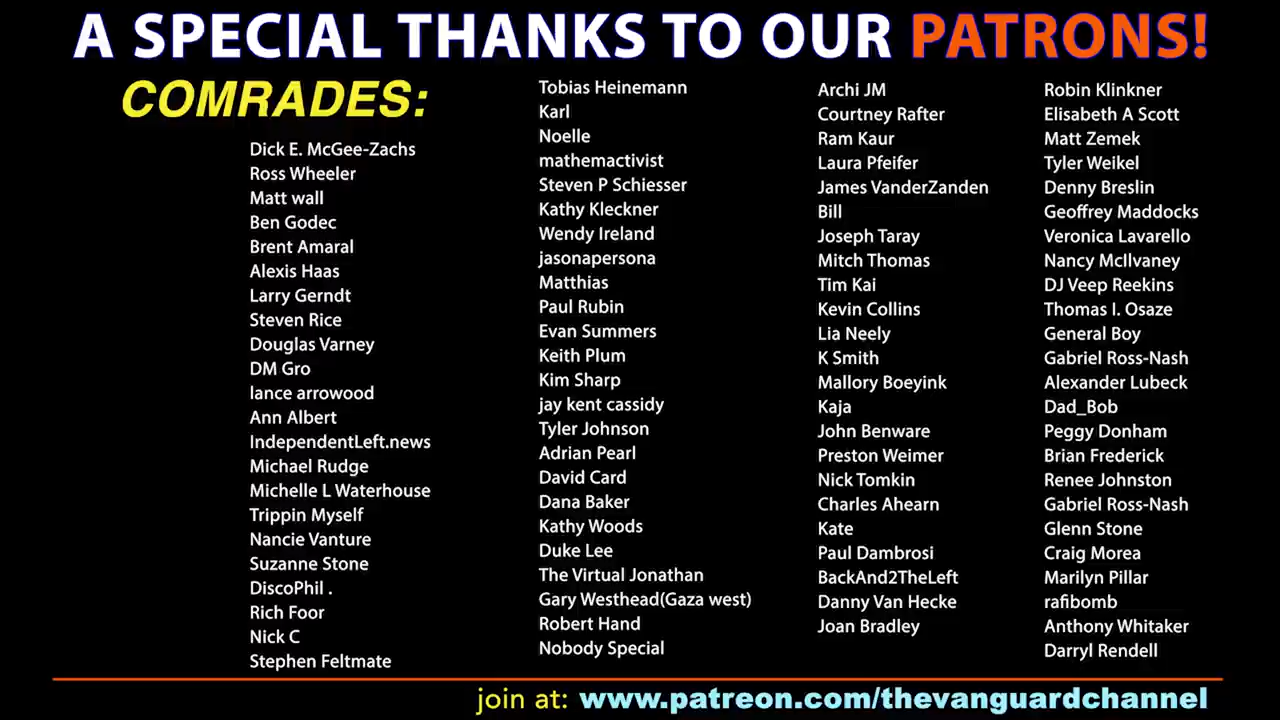 A SPECIAL THANKS TO OUR PATRONS!
COMRADES:
Dick E. McGee-Zachs
Ross Wheeler
Matt wall
Ben Godec
Brent Amaral
Alexis Haas
Larry Gerndt
Steven Rice
Douglas Varney
DM Gro
lance arrowood
Ann Albert
IndependentLeft.news
Michael Rudge
Michelle L Waterhouse
Trippin Myself
Nancie Vanture
Suzanne Stone
DiscoPhil .
Rich Foor
Nick C
Stephen Feltmate
Tobias Heinemann
Karl
Noelle
mathemactivist
Steven P Schiesser
Kathy Kleckner
Wendy Ireland
jasonapersona
Matthias
Paul Rubin
Evan Summers
Keith Plum
Kim Sharp
jay kent cassidy
Tyler Johnson
Adrian Pearl
David Card
Dana Baker
Kathy Woods
Duke Lee
The Virtual Jonathan
Gary Westhead(Gaza west)
Robert Hand
Nobody Special
Archi JM
Courtney Rafter
Ram Kaur
Laura Pfeifer
James VanderZanden
Bill
Joseph Taray
Mitch Thomas
Tim Kai
Kevin Collins
Lia Neely
K Smith
Mallory Boeyink
Kaja
John Benware
Preston Weimer
Nick Tomkin
Charles Ahearn
Kate
Paul Dambrosi
BackAnd2TheLeft
Danny Van Hecke
Joan Bradley
Robin Klinkner
Elisabeth A Scott
Matt Zemek
Tyler Weikel
Denny Breslin
Geoffrey Maddocks
Veronica Lavarello
Nancy McIlvaney
DJ Veep Reekins
Thomas I. Osaze
General Boy
Gabriel Ross-Nash
Alexander Lubeck
Dad_Bob
Peggy Donham
Brian Frederick
Renee Johnston
Gabriel Ross-Nash
Glenn Stone
Craig Morea
Marilyn Pillar
rafibomb
Anthony Whitaker
Darryl Rendell
join at: www.patreon.com/thevanguardchannel